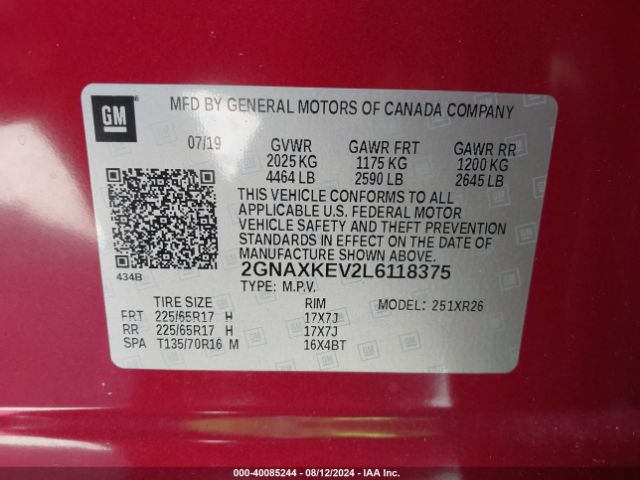 GM
MFD BY GENERAL MOTORS OF CANADA COMPANY
07/19 GVWR GAWR FRT GAWR RR
2025 KG 1175 KG 1200 KG
4464 LB 2590 LB 2645 LB
THIS VEHICLE CONFORMS TO ALL
APPLICABLE U.S. FEDERAL MOTOR
VEHICLE SAFETY AND THEFT PREVENTION
STANDARDS IN EFFECT ON THE DATE OF
MANUFACTURE SHOWN ABOVE.
434B
2GNAXKEV2L6118375
TYPE: M.P.V.
TIRE SIZE RIM MODEL: 251XR26
FRT 225/65R17 H 17X7J
RR 225/65R17 H 17X7J
SPA T135/70R16 M 16X4BT
000-40085244 - 08/12/2024 - IAA Inc.